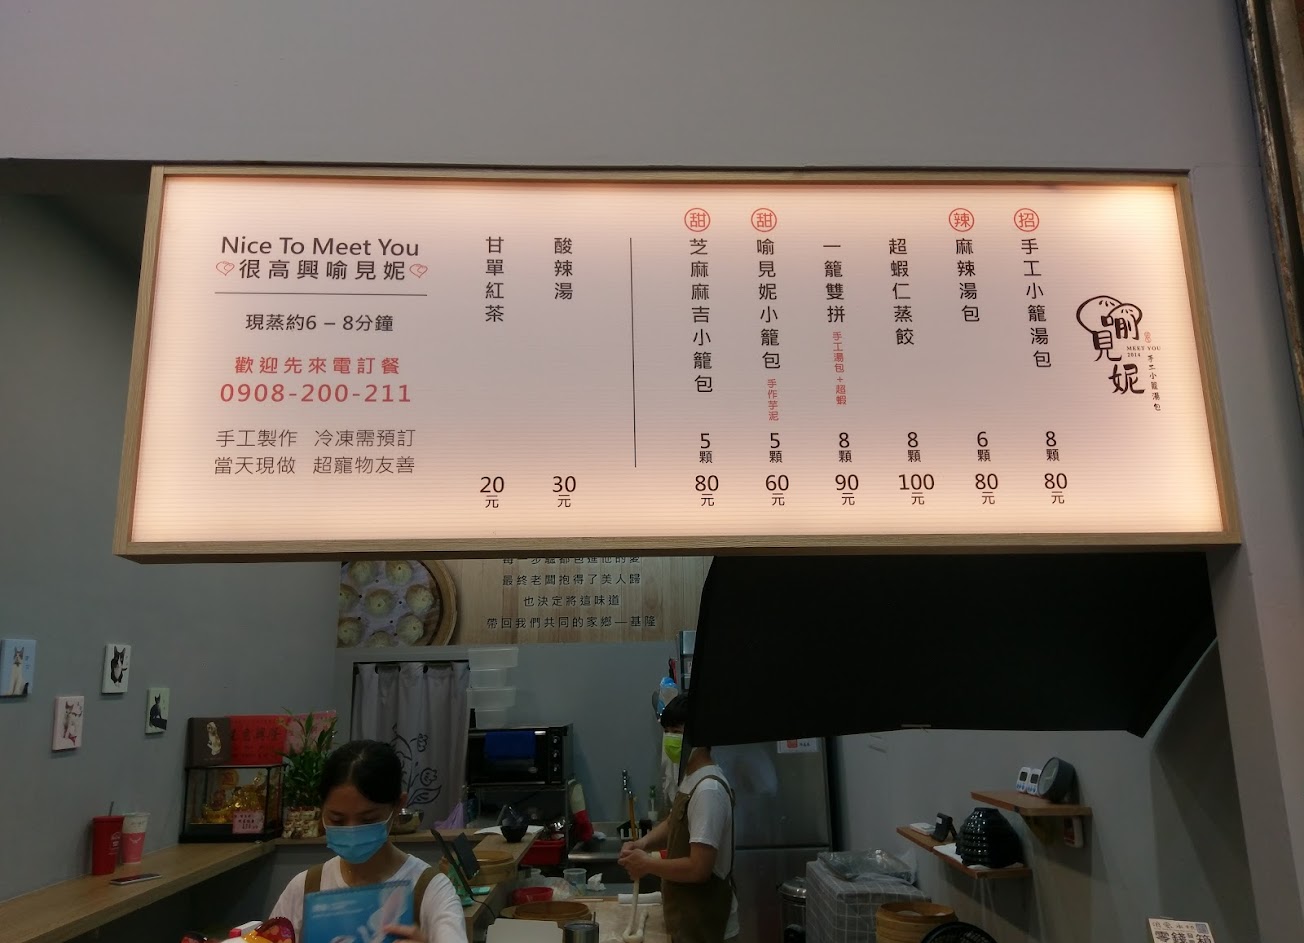 Nice To Meet You
很高興喻見妮
現蒸約6 – 8分鐘
歡迎先來電訂餐
0908-200-211
手工製作 冷凍需預訂
當天現做 超寵物友善
招 手工小籠湯包 8顆 80元
辣 麻辣湯包 6顆 80元
超蝦仁蒸餃 8顆 100元
一籠雙拼 手工湯包+超蝦 8顆 90元
甜 喻見妮小籠包 手作芋泥 5顆 60元
甜 芝麻麻吉小籠包 5顆 80元
酸辣湯 30元
甘單紅茶 20元
喻見妮
MEET YOU
2014
手工小籠湯包
最終老闆抱得了美人歸
也決定將這味道
帶回我們共同的家鄉—基隆